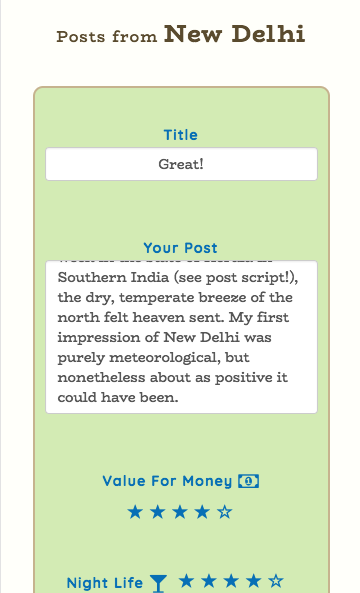 Posts from New Delhi
Title
Great!
Your Post
Southern India (see post script!),
the dry, temperate breeze of the
north felt heaven sent. My first
impression of New Delhi was
purely meteorological, but
nonetheless about as positive it
could have been.
Value For Money
Night Life